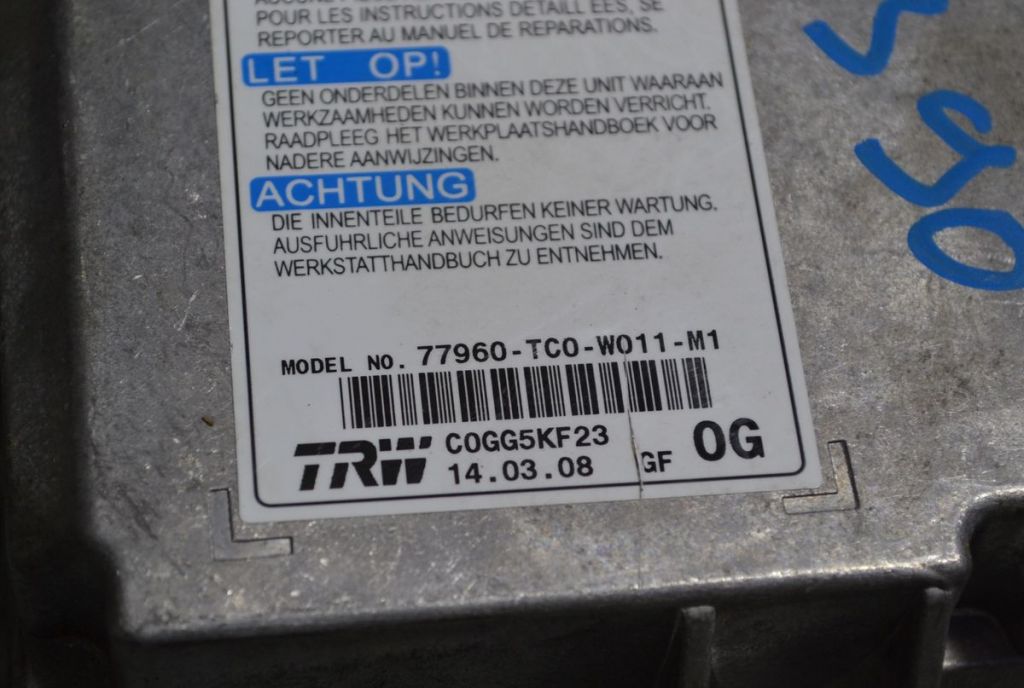 POUR LES INSTRUCTIONS DETAILLEES, SE
REPORTER AU MANUEL DE REPARATIONS.
LET OP!
GEEN ONDERDELEN BINNEN DEZE UNIT WAARAAN
WERKZAAMHEDEN KUNNEN WORDEN VERRICHT.
RAADPLEEG HET WERKPLAATSHANDBOEK VOOR
NADERE AANWIJZINGEN.
ACHTUNG
DIE INNENTEILE BEDURFEN KEINER WARTUNG.
AUSFUHRLICHE ANWEISUNGEN SIND DEM
WERKSTATTHANDBUCH ZU ENTNEHMEN.
MODEL NO. 77960-TC0-W011-M1
TRW C0GG5KF23
14.03.08 GF 0G